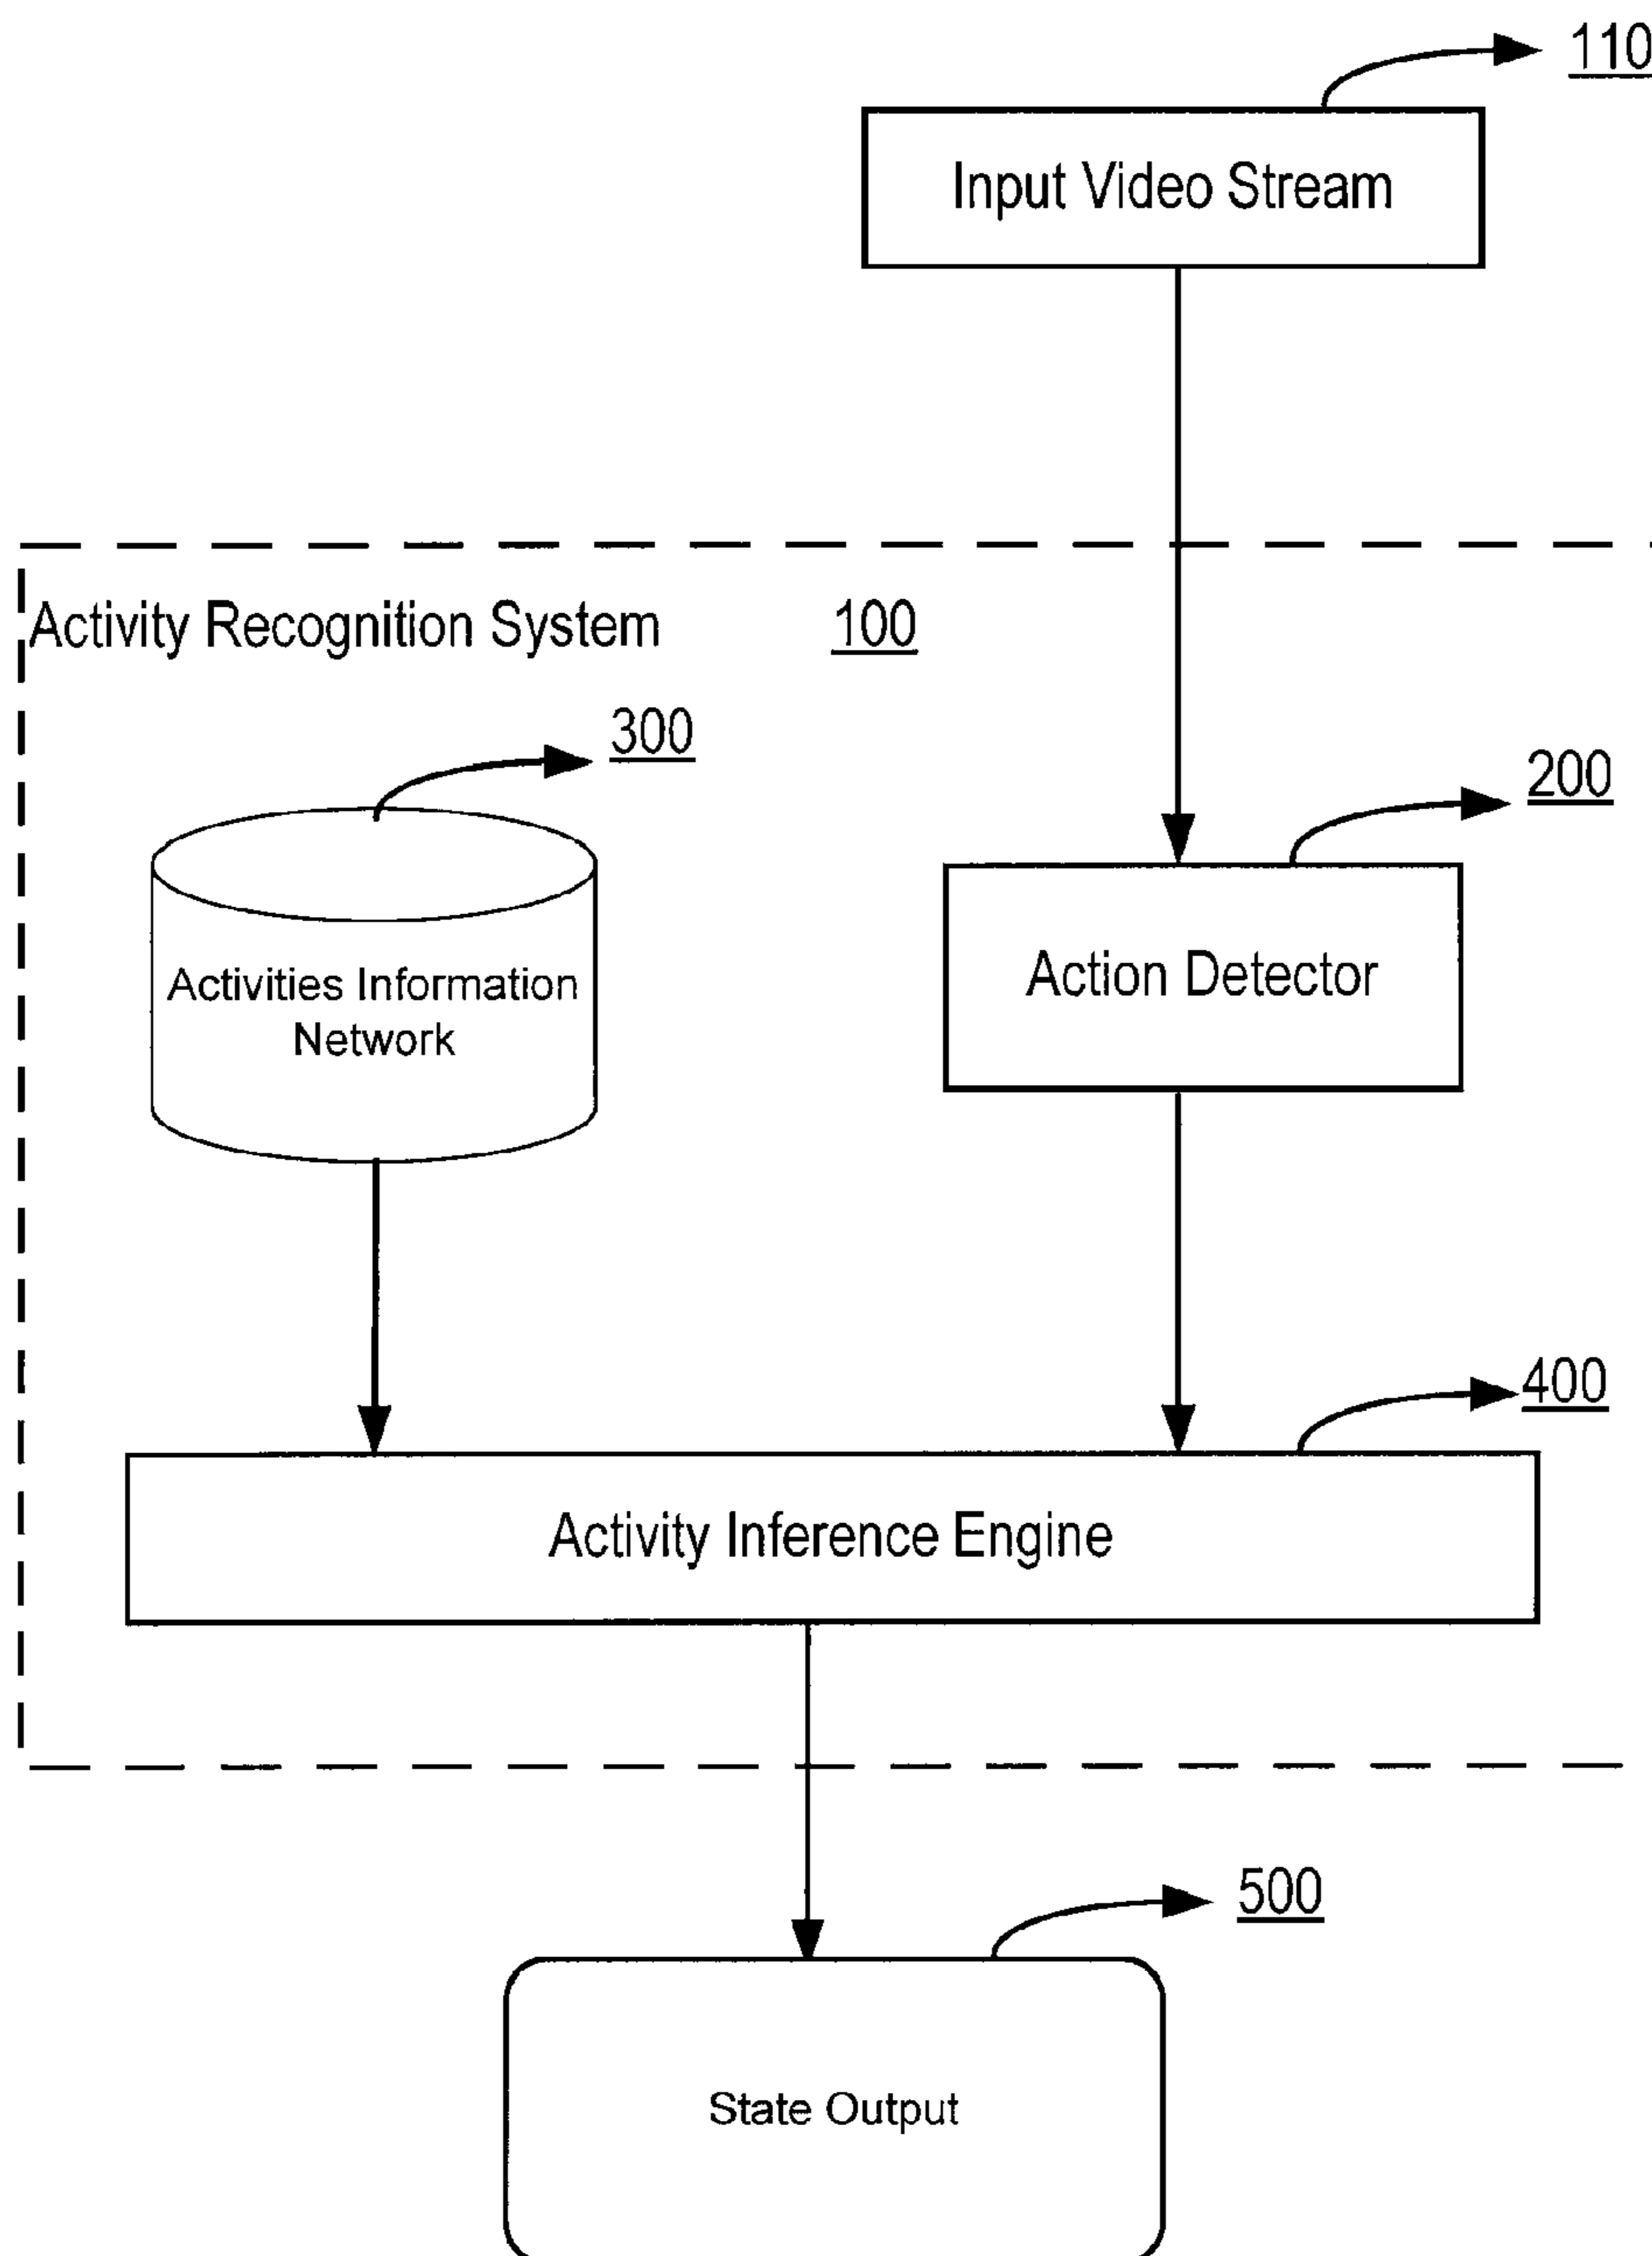 110
Input Video Stream
Activity Recognition System 100
300
200
Activities Information
Network
Action Detector
400
Activity Inference Engine
500
State Output